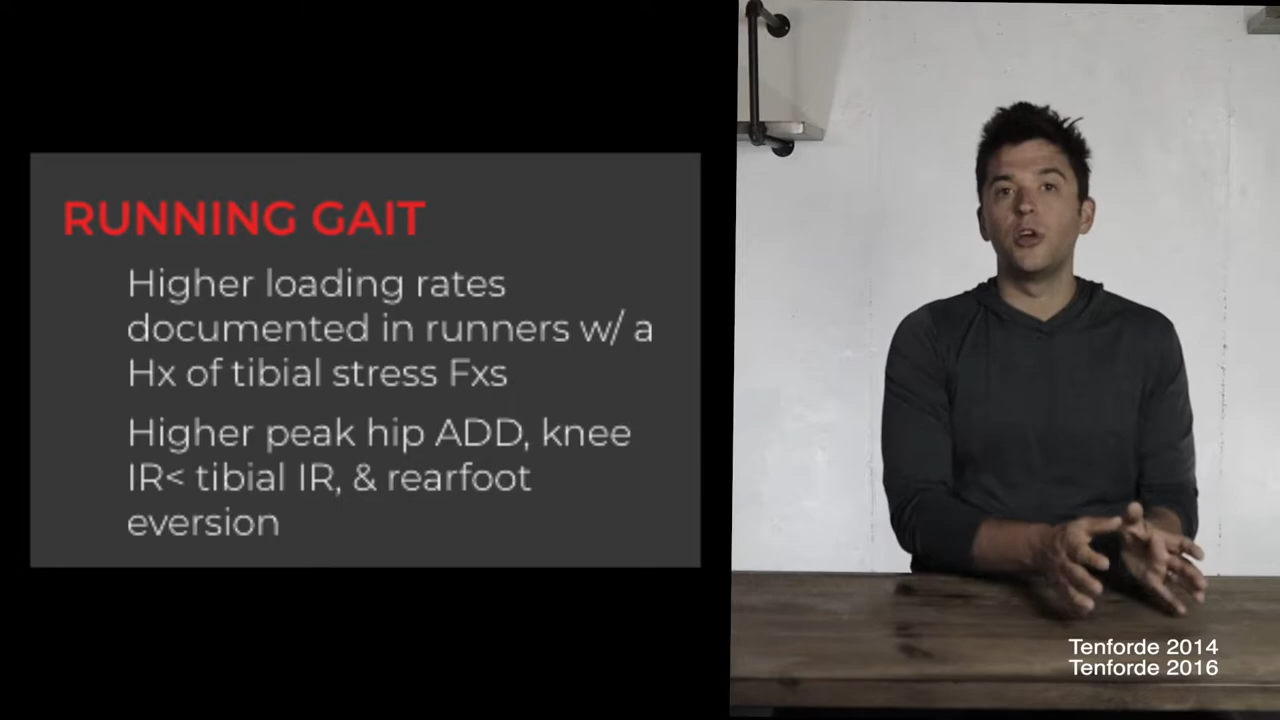 RUNNING GAIT
Higher loading rates
documented in runners w/ a
Hx of tibial stress Fxs
Higher peak hip ADD, knee
IR< tibial IR, & rearfoot
eversion
Tenforde 2014
Tenforde 2016